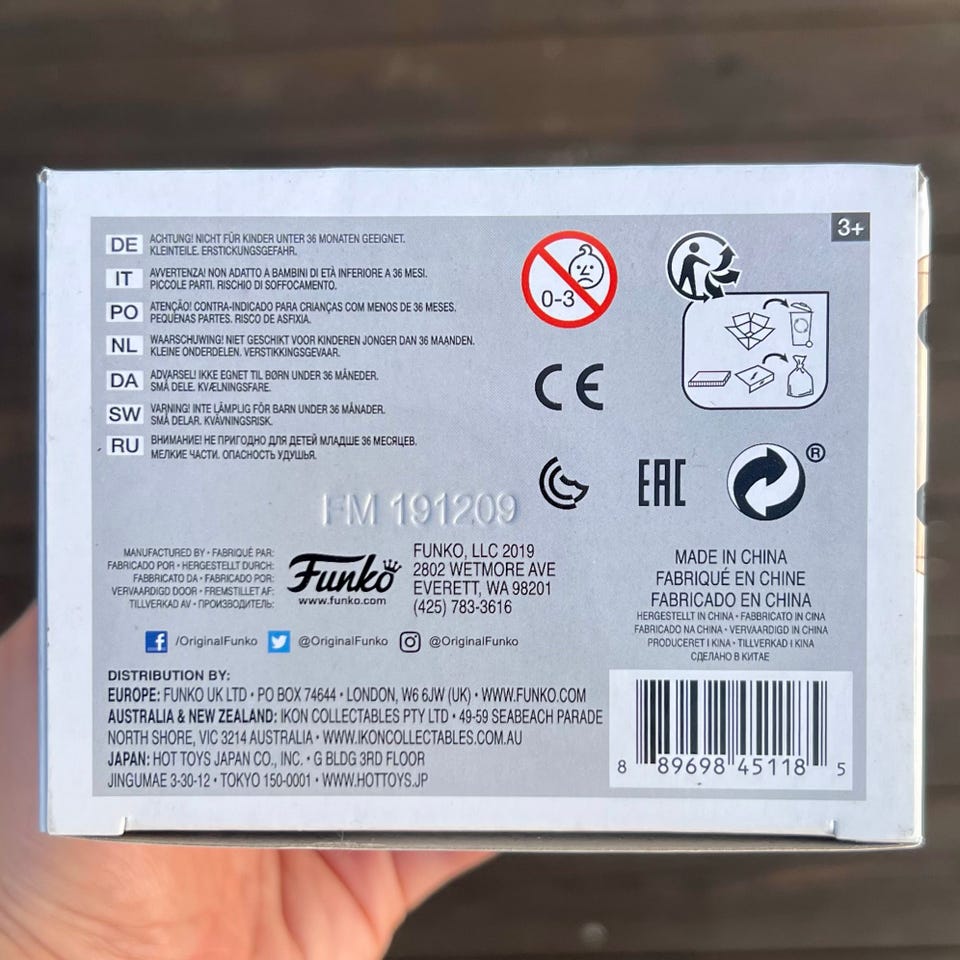 3+
DE ACHTUNG! NICHT FÜR KINDER UNTER 36 MONATEN GEEIGNET.
KLEINTEILE. ERSTICKUNGSGEFAHR.
IT AVVERTENZA! NON ADATTO A BAMBINI DI ETÀ INFERIORE A 36 MESI.
PICCOLE PARTI. RISCHIO DI SOFFOCAMENTO.
PO ATENÇÃO! CONTRA-INDICADO PARA CRIANÇAS COM MENOS DE 36 MESES.
PEQUENAS PARTES. RISCO DE ASFIXIA.
NL WAARSCHUWING! NIET GESCHIKT VOOR KINDEREN JONGER DAN 36 MAANDEN.
KLEINE ONDERDELEN. VERSTIKKINGSGEVAAR.
DA ADVARSEL! IKKE EGNET TIL BØRN UNDER 36 MÅNEDER.
SMÅ DELE. KVÆLNINGSFARE.
SW VARNING! INTE LÄMPLIG FÖR BARN UNDER 36 MÅNADER.
SMÅ DELAR. KVÄVNINGSRISK.
RU ВНИМАНИЕ! НЕ ПРИГОДНО ДЛЯ ДЕТЕЙ МЛАДШЕ 36 МЕСЯЦЕВ.
МЕЛКИЕ ЧАСТИ. ОПАСНОСТЬ УДУШЬЯ.
0-3
CE
EAC
®
FM 191209
MANUFACTURED BY • FABRIQUÉ PAR:
FABRICADO POR • HERGESTELLT DURCH:
FABBRICATO DA • FABRICADO POR:
VERVAARDIGD DOOR • FREMSTILLET AF:
TILLVERKAD AV • ПРОИЗВОДИТЕЛЬ:
Funko
www.funko.com
FUNKO, LLC 2019
2802 WETMORE AVE
EVERETT, WA 98201
(425) 783-3616
f /OriginalFunko @OriginalFunko @OriginalFunko
MADE IN CHINA
FABRIQUÉ EN CHINE
FABRICADO EN CHINA
HERGESTELLT IN CHINA • FABBRICATO IN CINA
FABRICADO NA CHINA • VERVAARDIGD IN CHINA
PRODUCERET I KINA • TILLVERKAD I KINA
СДЕЛАНО В КИТАЕ
DISTRIBUTION BY:
EUROPE: FUNKO UK LTD • PO BOX 74644 • LONDON, W6 6JW (UK) • WWW.FUNKO.COM
AUSTRALIA & NEW ZEALAND: IKON COLLECTABLES PTY LTD • 49-59 SEABEACH PARADE
NORTH SHORE, VIC 3214 AUSTRALIA • WWW.IKONCOLLECTABLES.COM.AU
JAPAN: HOT TOYS JAPAN CO., INC. • G BLDG 3RD FLOOR
JINGUMAE 3-30-12 • TOKYO 150-0001 • WWW.HOTTOYS.JP
8 89698 45118 5